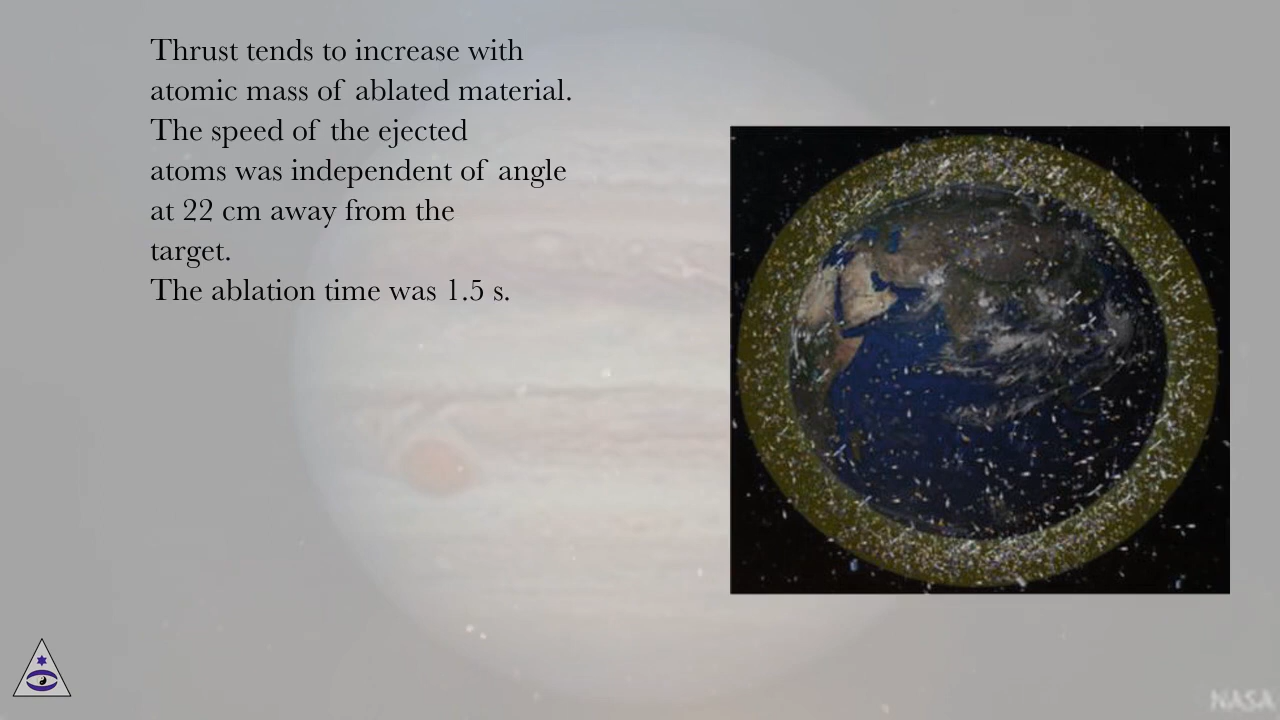 Thrust tends to increase with
atomic mass of ablated material.
The speed of the ejected
atoms was independent of angle
at 22 cm away from the
target.
The ablation time was 1.5 s.
NASA